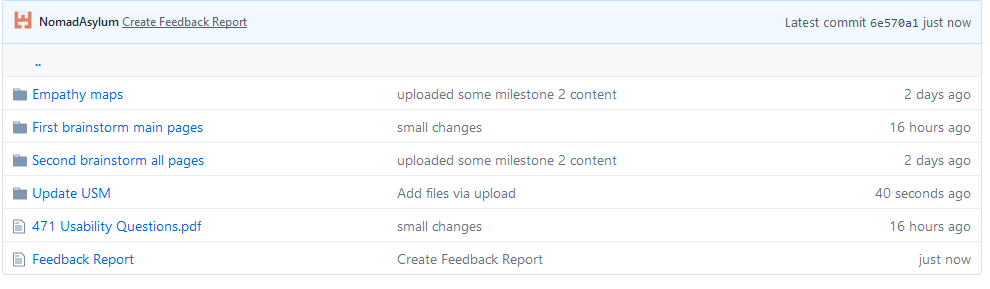 NomadAsylum Create Feedback Report Latest commit 6e570a1 just now
..
Empathy maps uploaded some milestone 2 content 2 days ago
First brainstorm main pages small changes 16 hours ago
Second brainstorm all pages uploaded some milestone 2 content 2 days ago
Update USM Add files via upload 40 seconds ago
471 Usability Questions.pdf small changes 16 hours ago
Feedback Report Create Feedback Report just now